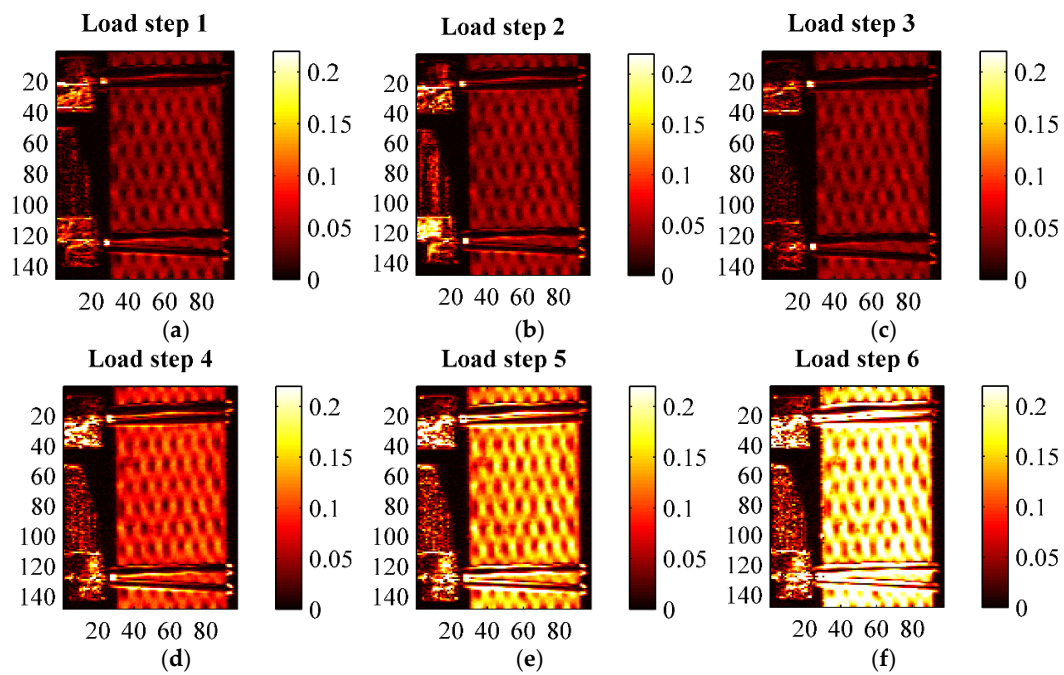 Load step 1 Load step 2 Load step 3
20 40 60 80 100 120 140
0.2 0.15 0.1 0.05 0
20 40 60 80
(a)
20 40 60 80 100 120 140
0.2 0.15 0.1 0.05 0
20 40 60 80
(b)
20 40 60 80 100 120 140
0.2 0.15 0.1 0.05 0
20 40 60 80
(c)
Load step 4 Load step 5 Load step 6
20 40 60 80 100 120 140
0.2 0.15 0.1 0.05 0
20 40 60 80
(d)
20 40 60 80 100 120 140
0.2 0.15 0.1 0.05 0
20 40 60 80
(e)
20 40 60 80 100 120 140
0.2 0.15 0.1 0.05 0
20 40 60 80
(f)